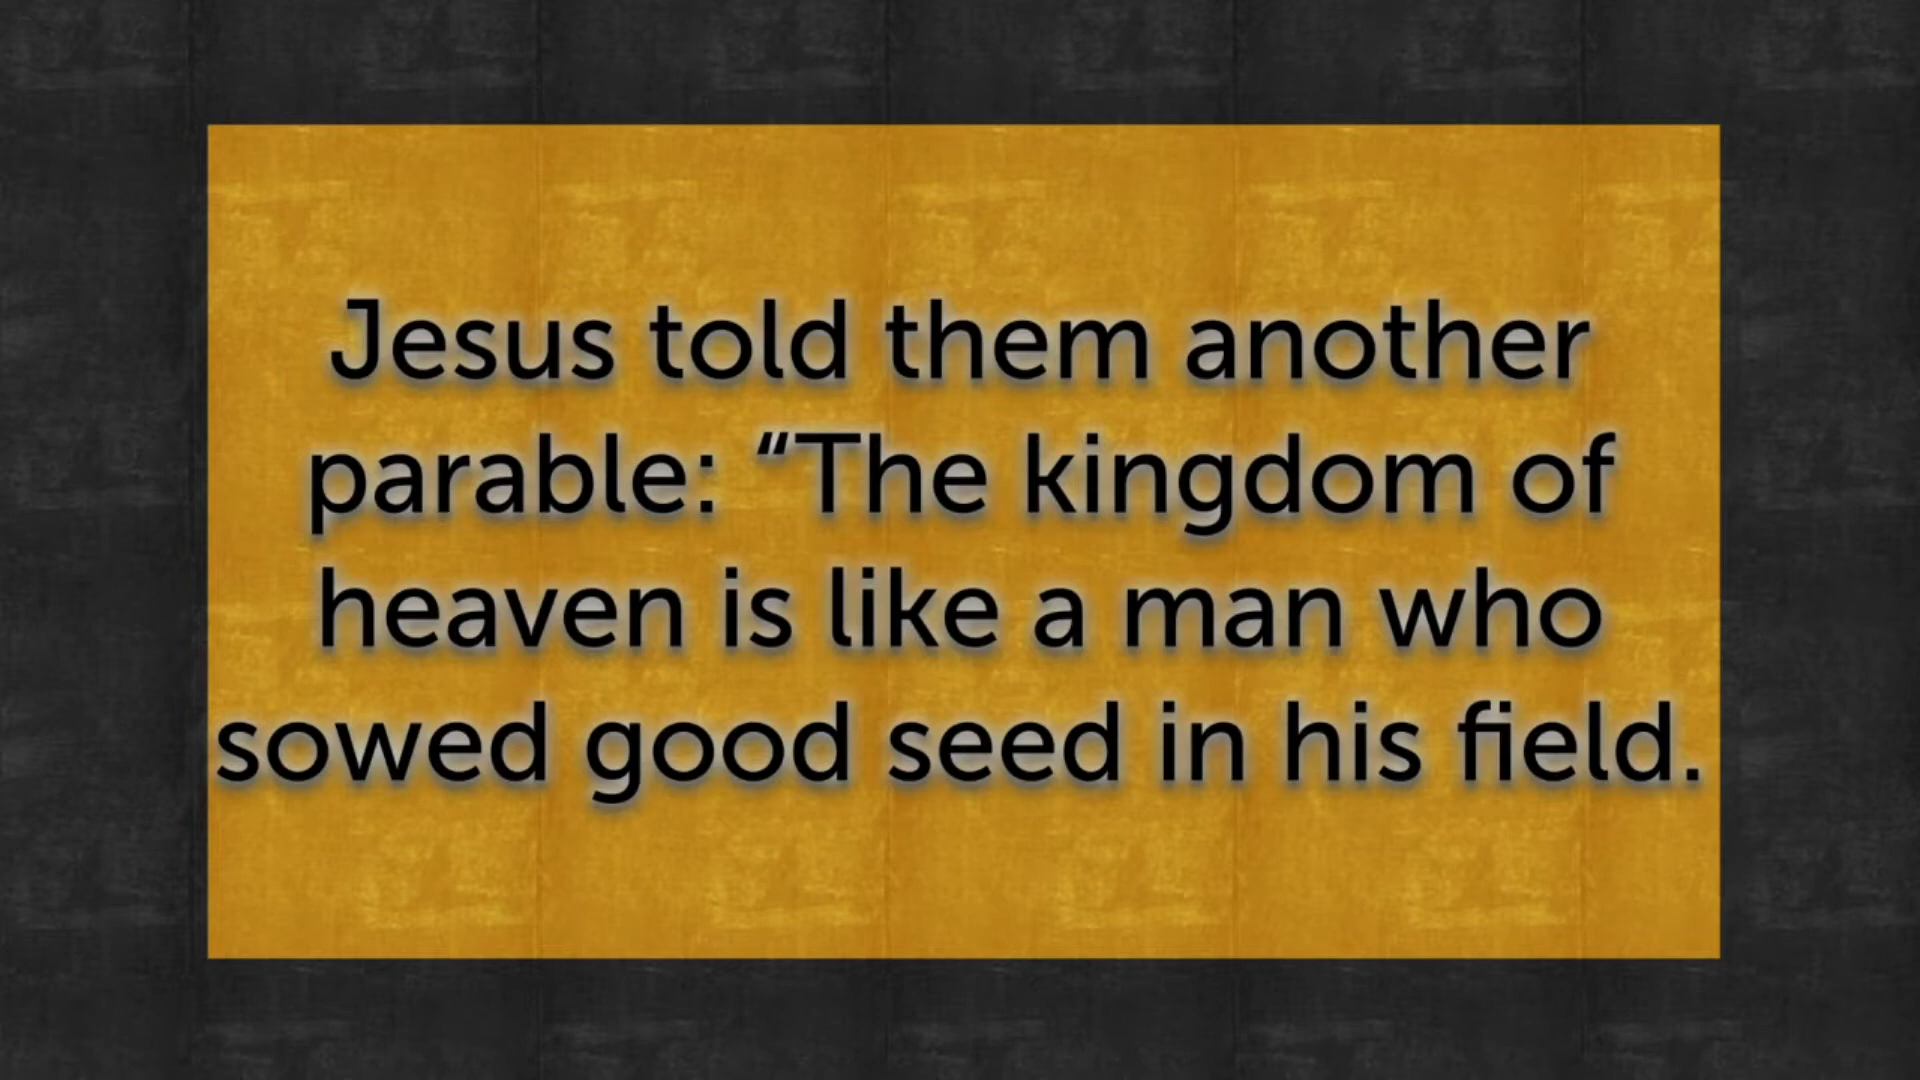 Jesus told them another
parable: “The kingdom of
heaven is like a man who
sowed good seed in his field.